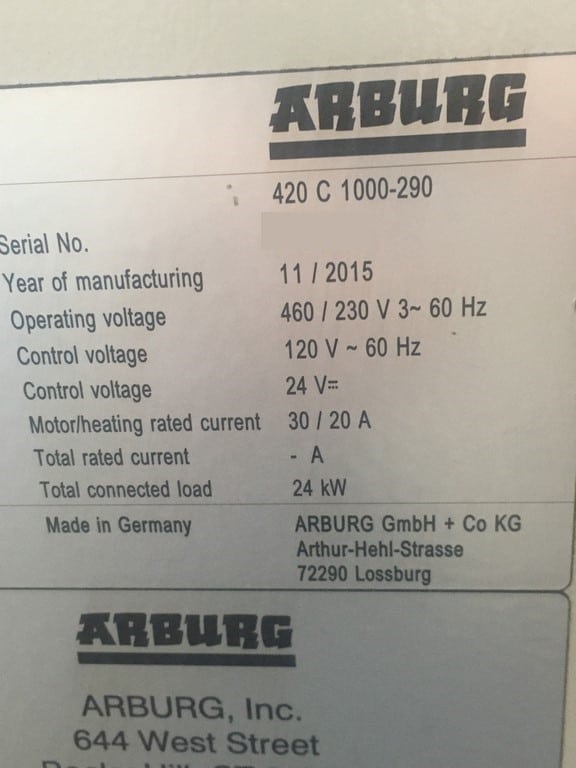 ARBURG
420 C 1000-290
Serial No.
Year of manufacturing 11 / 2015
Operating voltage 460 / 230 V 3~ 60 Hz
Control voltage 120 V ~ 60 Hz
Control voltage 24 V⎓
Motor/heating rated current 30 / 20 A
Total rated current - A
Total connected load 24 kW
Made in Germany ARBURG GmbH + Co KG
Arthur-Hehl-Strasse
72290 Lossburg
ARBURG
ARBURG, Inc.
644 West Street